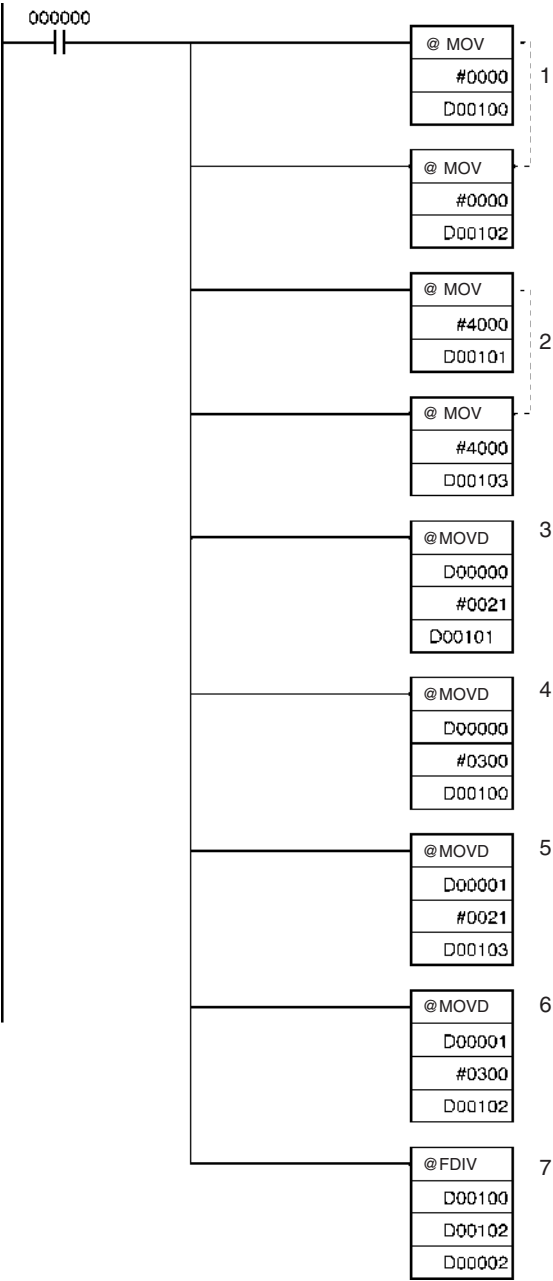 000000
@ MOV
#0000
D00100
1
@ MOV
#0000
D00102
@ MOV
#4000
D00101
2
@ MOV
#4000
D00103
@MOVD
3
D00000
#0021
D00101
@MOVD
4
D00000
#0300
D00100
@MOVD
5
D00001
#0021
D00103
@MOVD
6
D00001
#0300
D00102
@FDIV
7
D00100
D00102
D00002